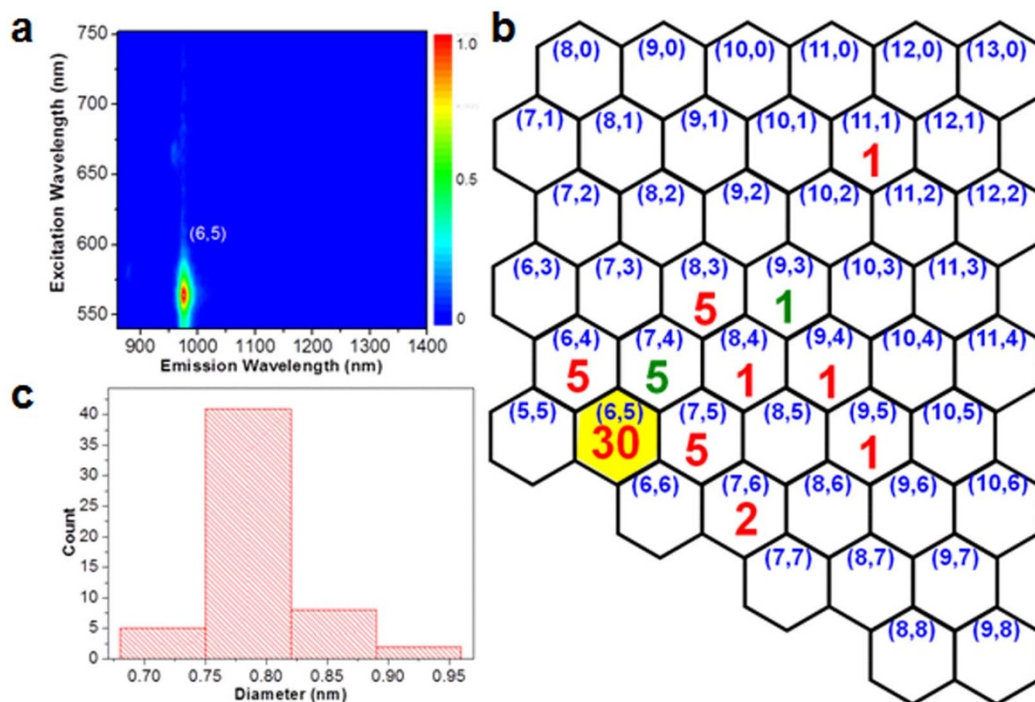 a
Excitation Wavelength (nm)
750
700
650
600
550
(6,5)
900 1000 1100 1200 1300 1400
Emission Wavelength (nm)
1.0
0.5
0
b
(8,0) (9,0) (10,0) (11,0) (12,0) (13,0)
(7,1) (8,1) (9,1) (10,1) (11,1) (12,1)
1
(7,2) (8,2) (9,2) (10,2) (11,2) (12,2)
(6,3) (7,3) (8,3) (9,3) (10,3) (11,3)
5 1
(6,4) (7,4) (8,4) (9,4) (10,4) (11,4)
5 5 1 1
(5,5) (6,5) (7,5) (8,5) (9,5) (10,5)
30 5 1
(6,6) (7,6) (8,6) (9,6) (10,6)
2
(7,7) (8,7) (9,7)
(8,8) (9,8)
c
Count
40
35
30
25
20
15
10
5
0
0.70 0.75 0.80 0.85 0.90 0.95
Diameter (nm)